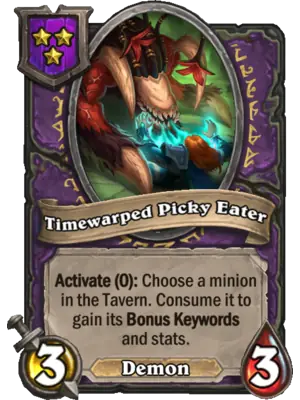 Timewarped Picky Eater
Activate (0): Choose a minion
in the Tavern. Consume it to
gain its Bonus Keywords
and stats.
3
Demon
3